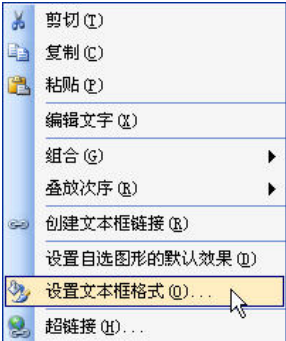 剪切(T)
复制(C)
粘贴(P)
编辑文字(X)
组合(G)
叠放次序(R)
创建文本框链接(R)
设置自选图形的默认效果(D)
设置文本框格式(O)...
超链接(H)...